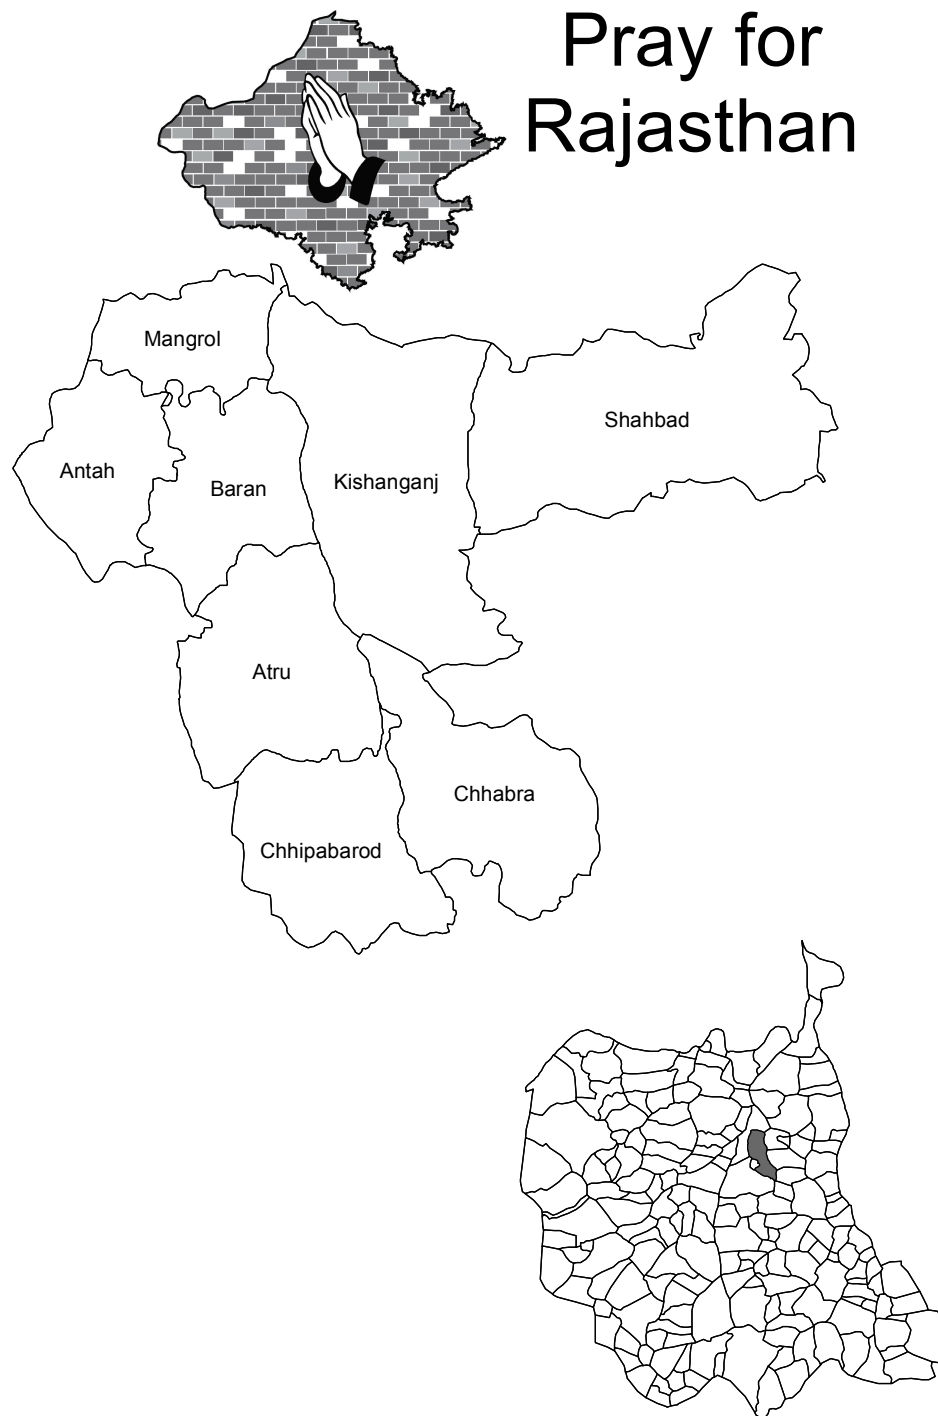 Pray for
Rajasthan
Mangrol
Shahbad
Antah
Baran
Kishanganj
Atru
Chhabra
Chhipabarod